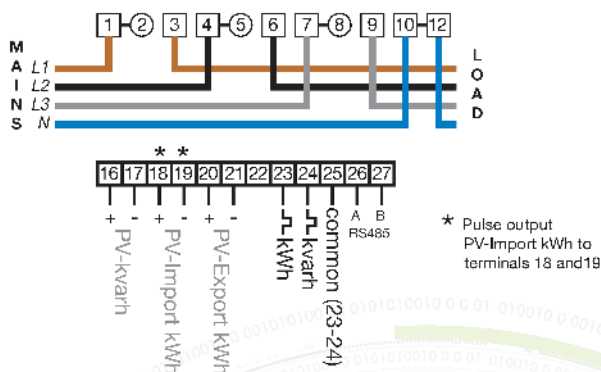 1 2 3 4 5 6 7 8 9 10 12
MAINS
L1
L2
L3
N
LOAD
* *
16 17 18 19 20 21 22 23 24 25 26 27
+ - + - + - A B
RS485
PV-kvarh
PV-Import kWh
PV-Export kWh
kWh
kvarh
common (23-24)
* Pulse output
PV-Import kWh to
terminals 18 and19